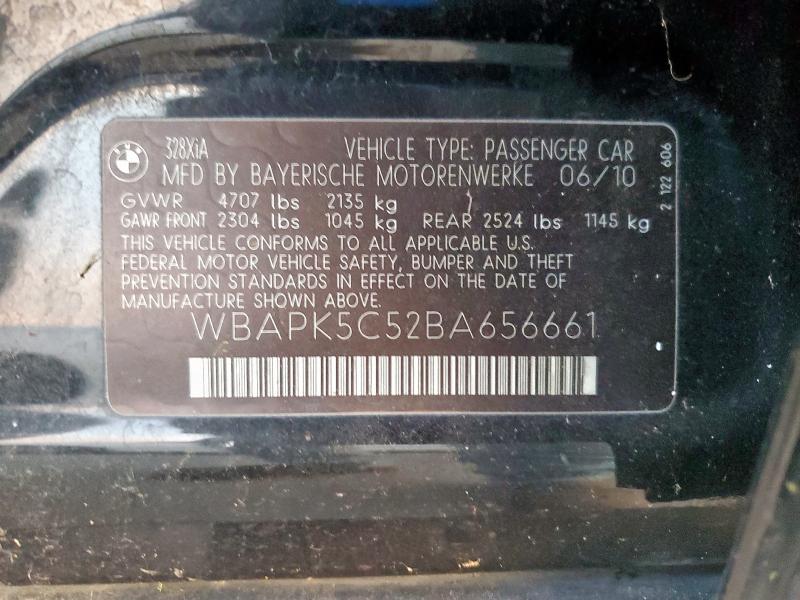 BMW
328XiA VEHICLE TYPE: PASSENGER CAR
MFD BY BAYERISCHE MOTORENWERKE 06/10
GVWR 4707 lbs 2135 kg
GAWR FRONT 2304 lbs 1045 kg REAR 2524 lbs 1145 kg
THIS VEHICLE CONFORMS TO ALL APPLICABLE U.S.
FEDERAL MOTOR VEHICLE SAFETY, BUMPER AND THEFT
PREVENTION STANDARDS IN EFFECT ON THE DATE OF
MANUFACTURE SHOWN ABOVE.
WBAPK5C52BA656661
2 122 606